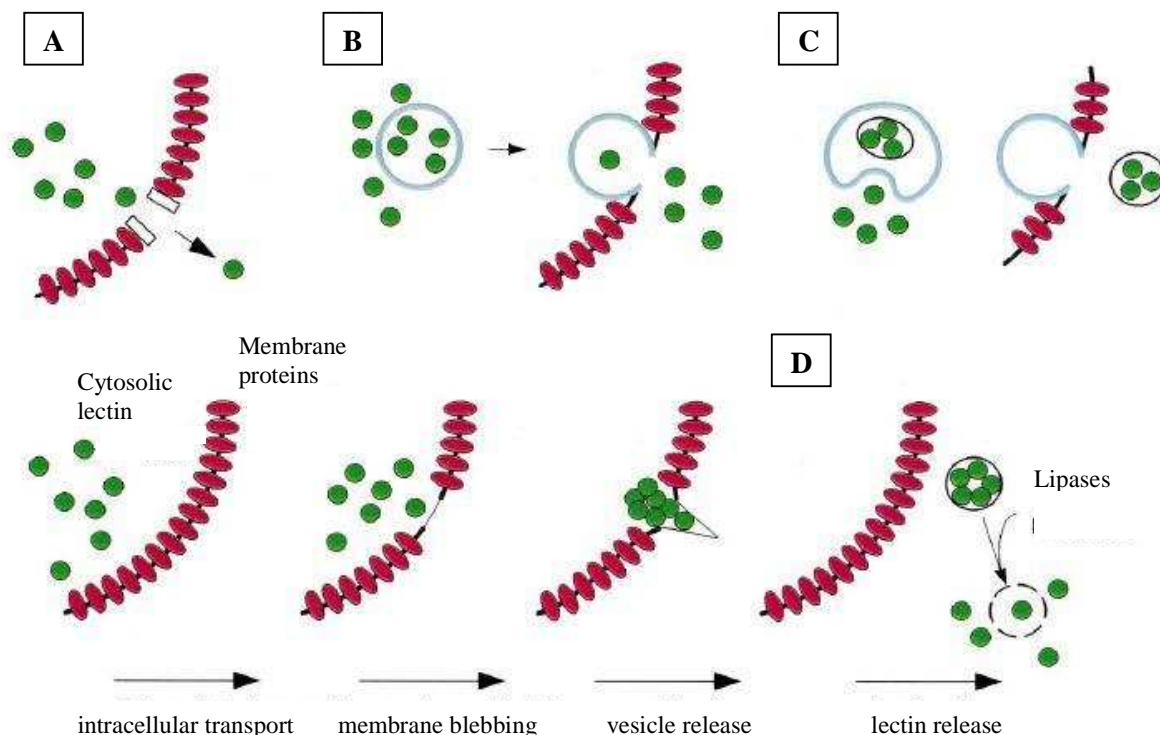 A
B
C
Membrane
proteins
Cytosolic
lectin
D
Lipases
intracellular transport
membrane blebbing
vesicle release
lectin release